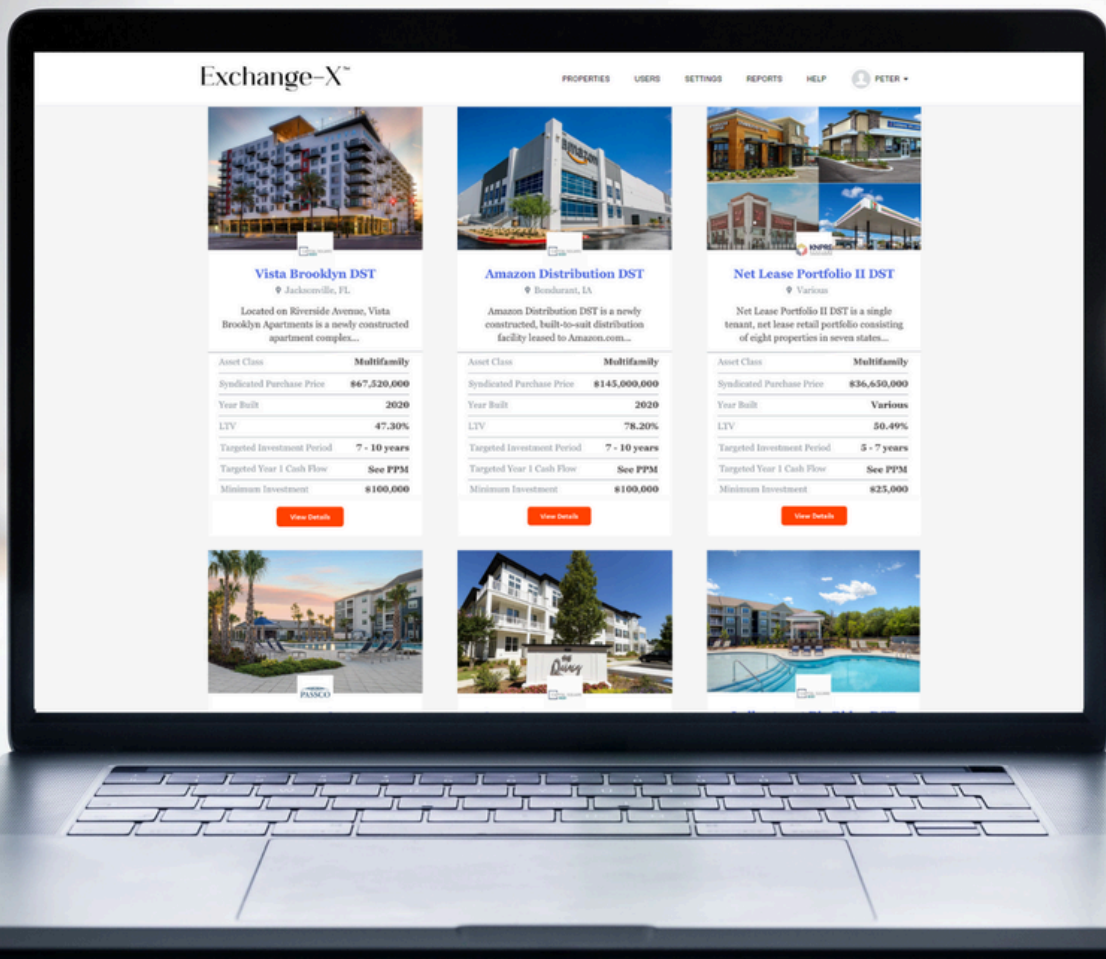 Exchange-X™
PROPERTIES USERS SETTINGS REPORTS HELP PETER
amazon
KNPRE
Vista Brooklyn DST
Jacksonville, FL
Located on Riverside Avenue, Vista
Brooklyn Apartments is a newly constructed
apartment complex...
Asset Class Multifamily
Syndicated Purchase Price $67,520,000
Year Built 2020
LTV 47.30%
Targeted Investment Period 7 - 10 years
Targeted Year 1 Cash Flow See PPM
Minimum Investment $100,000
View Details
Amazon Distribution DST
Bondurant, IA
Amazon Distribution DST is a newly
constructed, built-to-suit distribution
facility leased to Amazon.com...
Asset Class Multifamily
Syndicated Purchase Price $145,000,000
Year Built 2020
LTV 78.20%
Targeted Investment Period 7 - 10 years
Targeted Year 1 Cash Flow See PPM
Minimum Investment $100,000
View Details
Net Lease Portfolio II DST
Various
Net Lease Portfolio II DST is a single
tenant, net lease retail portfolio consisting
of eight properties in seven states...
Asset Class Multifamily
Syndicated Purchase Price $36,650,000
Year Built Various
LTV 50.49%
Targeted Investment Period 5 - 7 years
Targeted Year 1 Cash Flow See PPM
Minimum Investment $25,000
View Details
PASSCO
Quincy